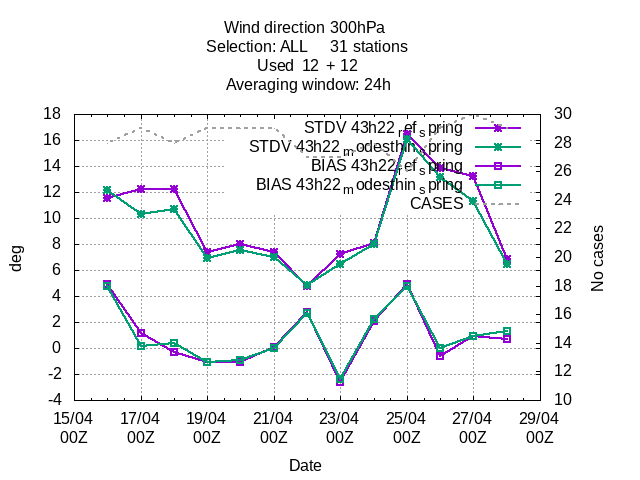 Wind direction 300hPa
Selection: ALL 31 stations
Used 12 + 12
Averaging window: 24h
STDV 43h22_ref_spring
STDV 43h22_modesthin_spring
BIAS 43h22_ref_spring
BIAS 43h22_modesthin_spring
CASES
18
16
14
12
10
8
6
4
2
0
-2
-4
30
28
26
24
22
20
18
16
14
12
10
deg
No cases
15/04 17/04 19/04 21/04 23/04 25/04 27/04 29/04
00Z 00Z 00Z 00Z 00Z 00Z 00Z 00Z
Date